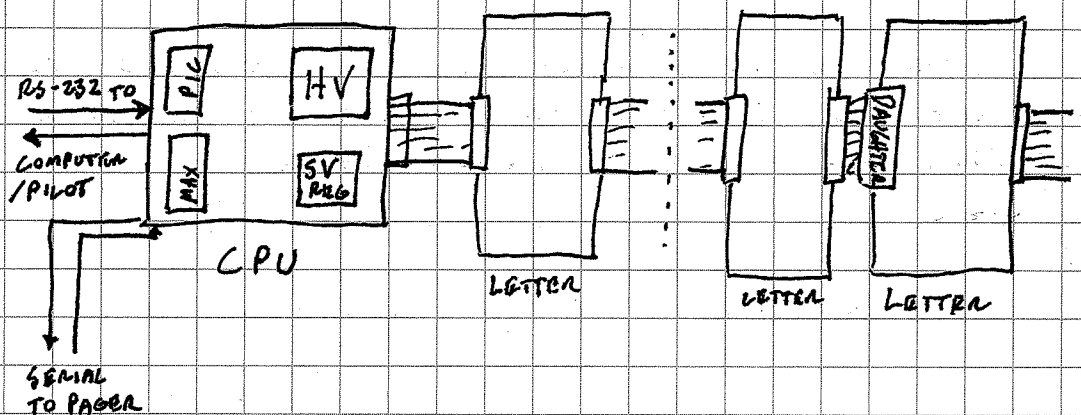 RS-232 TO
COMPUTER
/PILOT
PIC
HV
MAX
5V
REG
CPU
SERIAL
TO PAGER
LETTER
LETTER
DAUGHTER
LETTER